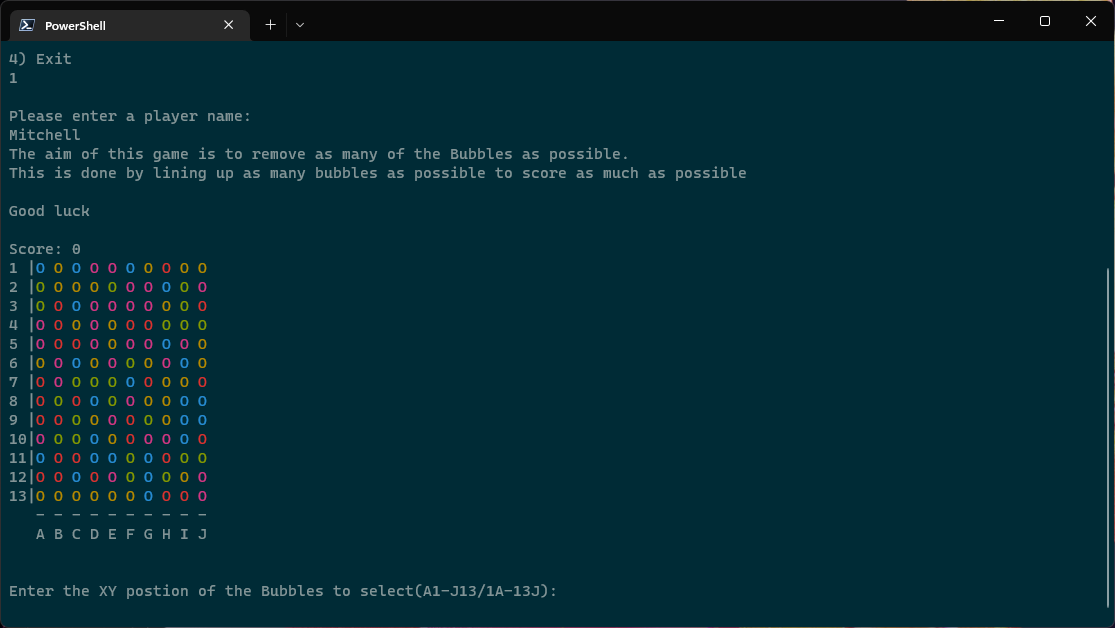 PowerShell
4) Exit
1
Please enter a player name:
Mitchell
The aim of this game is to remove as many of the Bubbles as possible.
This is done by lining up as many bubbles as possible to score as much as possible
Good luck
Score: 0
1 |O O O O O O O O O O
2 |O O O O O O O O O O
3 |O O O O O O O O O O
4 |O O O O O O O O O O
5 |O O O O O O O O O O
6 |O O O O O O O O O O
7 |O O O O O O O O O O
8 |O O O O O O O O O O
9 |O O O O O O O O O O
10|O O O O O O O O O O
11|O O O O O O O O O O
12|O O O O O O O O O O
13|O O O O O O O O O O
- - - - - - - - - -
A B C D E F G H I J
Enter the XY postion of the Bubbles to select(A1-J13/1A-13J):